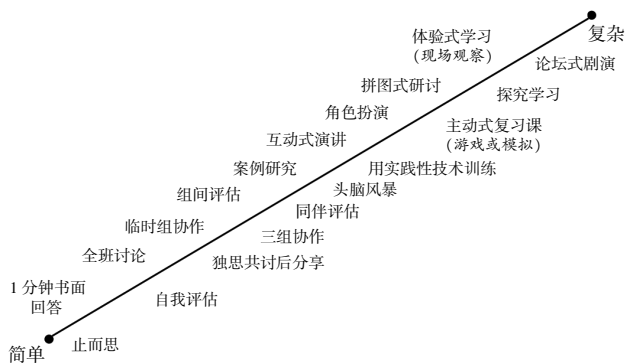 复杂
体验式学习
(现场观察)
论坛式剧演
拼图式研讨
探究学习
角色扮演
主动式复习课
(游戏或模拟)
互动式演讲
案例研究
用实践性技术训练
头脑风暴
组间评估
同伴评估
临时组协作
三组协作
全班讨论
独思共讨后分享
1 分钟书面
回答
自我评估
简单
止而思